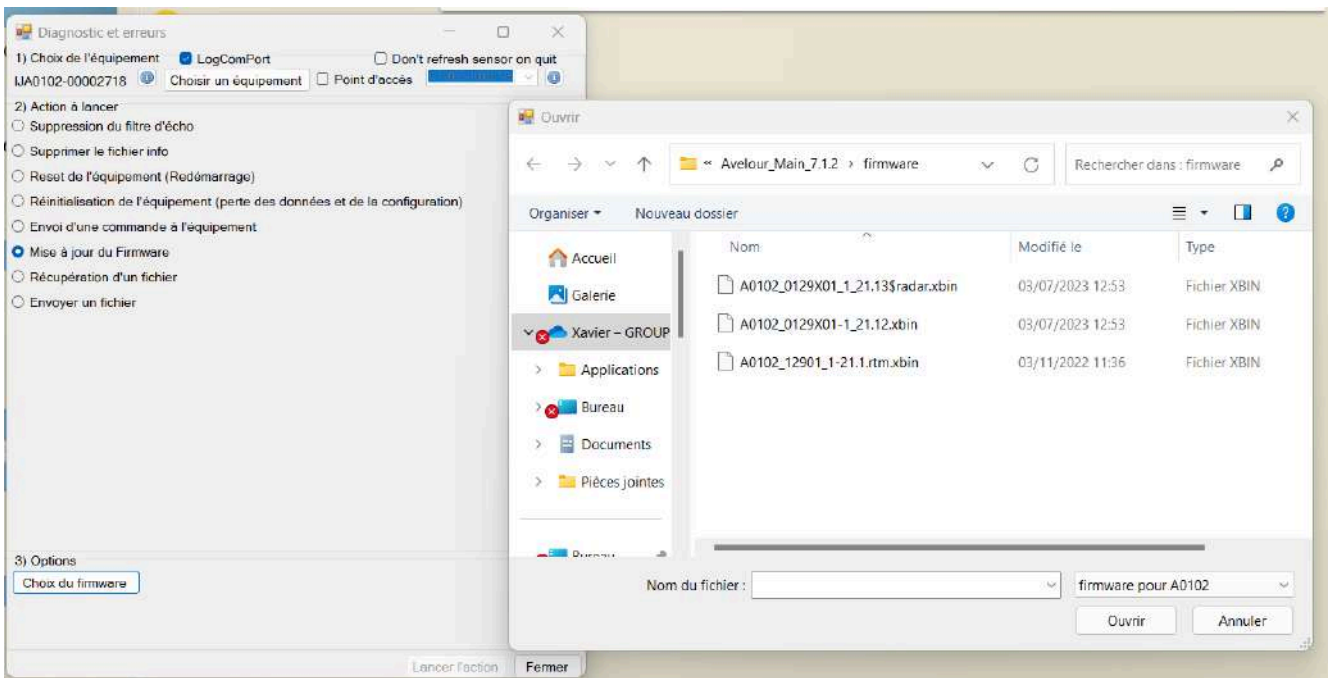 Diagnostic et erreurs
1) Choix de l'équipement LogComPort Don't refresh sensor on quit
IJA0102-00002718 Choisir un équipement Point d'accès
2) Action à lancer
Suppression du filtre d'écho
Supprimer le fichier info
Reset de l'équipement (Redémarrage)
Réinitialisation de l'équipement (perte des données et de la configuration)
Envoi d'une commande à l'équipement
Mise à jour du Firmware
Récupération d'un fichier
Envoyer un fichier
3) Options
Choix du firmware
Lancer l'action Fermer
Ouvrir
« Avelour_Main_7.1.2 › firmware Rechercher dans : firmware
Organiser Nouveau dossier
Accueil
Galerie
Xavier – GROUP
Applications
Bureau
Documents
Pièces jointes
Bureau
Nom Modifié le Type
A0102_0129X01_1_21.13$radar.xbin 03/07/2023 12:53 Fichier XBIN
A0102_0129X01-1_21.12.xbin 03/07/2023 12:53 Fichier XBIN
A0102_12901_1-21.1.rtm.xbin 03/11/2022 11:36 Fichier XBIN
Nom du fichier : firmware pour A0102
Ouvrir Annuler